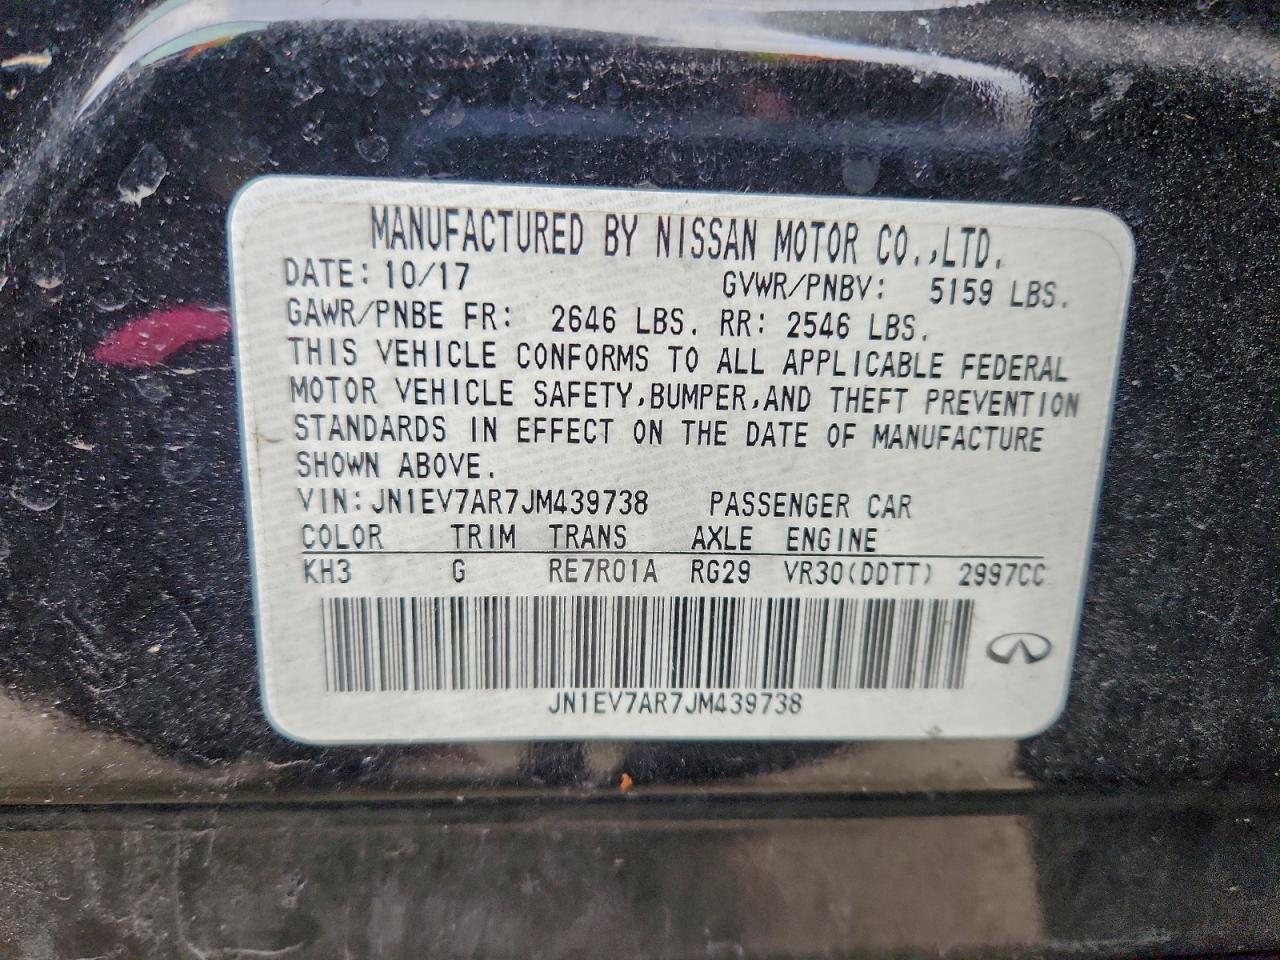 MANUFACTURED BY NISSAN MOTOR CO.,LTD.
DATE: 10/17 GVWR/PNBV: 5159 LBS.
GAWR/PNBE FR: 2646 LBS. RR: 2546 LBS.
THIS VEHICLE CONFORMS TO ALL APPLICABLE FEDERAL
MOTOR VEHICLE SAFETY,BUMPER,AND THEFT PREVENTION
STANDARDS IN EFFECT ON THE DATE OF MANUFACTURE
SHOWN ABOVE.
VIN: JN1EV7AR7JM439738 PASSENGER CAR
COLOR TRIM TRANS AXLE ENGINE
KH3 G RE7R01A RG29 VR30(DDTT) 2997CC
JN1EV7AR7JM439738